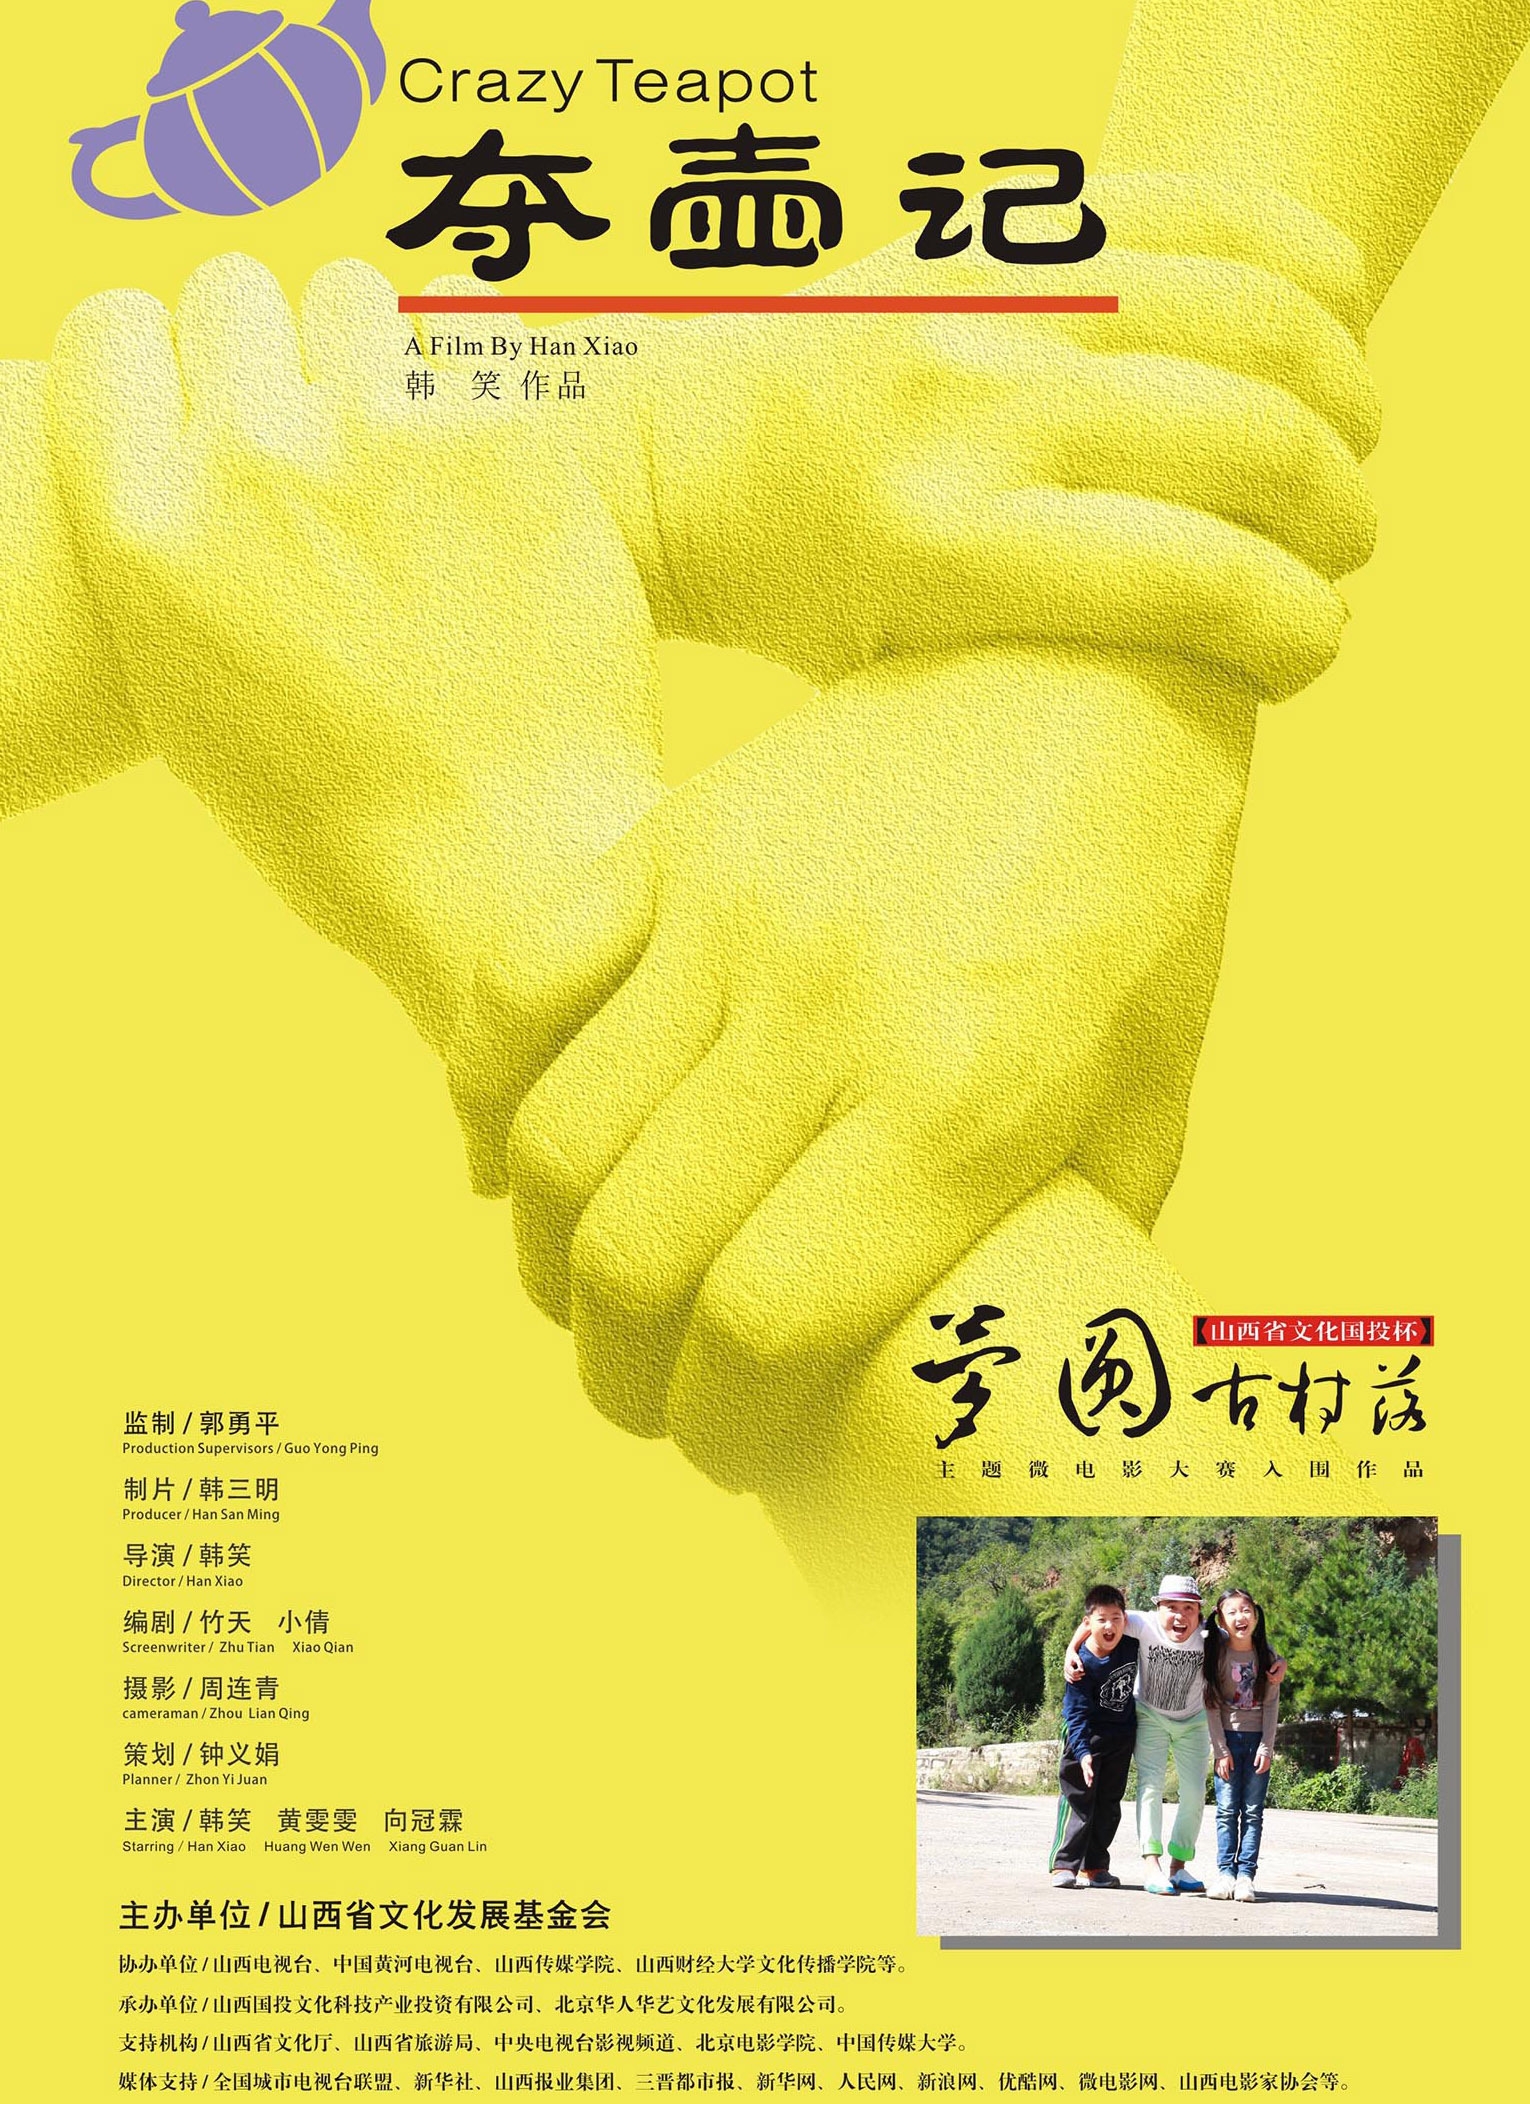 Crazy Teapot
夺壶记
A Film By Han Xiao
韩 笑 作品
山西省文化国投杯
梦圆古村落
主题微电影大赛入围作品
监制 / 郭勇平
Production Supervisors / Guo Yong Ping
制片 / 韩三明
Producer / Han San Ming
导演 / 韩笑
Director / Han Xiao
编剧 / 竹天 小倩
Screenwriter / Zhu Tian Xiao Qian
摄影 / 周连青
cameraman / Zhou Lian Qing
策划 / 钟义娟
Planner / Zhon Yi Juan
主演 / 韩笑 黄雯雯 向冠霖
Starring / Han Xiao Huang Wen Wen Xiang Guan Lin
主办单位 / 山西省文化发展基金会
协办单位 / 山西电视台、中国黄河电视台、山西传媒学院、山西财经大学文化传播学院等。
承办单位 / 山西国投文化科技产业投资有限公司、北京华人华艺文化发展有限公司。
支持机构 / 山西省文化厅、山西省旅游局、中央电视台影视频道、北京电影学院、中国传媒大学。
媒体支持 / 全国城市电视台联盟、新华社、山西报业集团、三晋都市报、新华网、人民网、新浪网、优酷网、微电影网、山西电影家协会等。